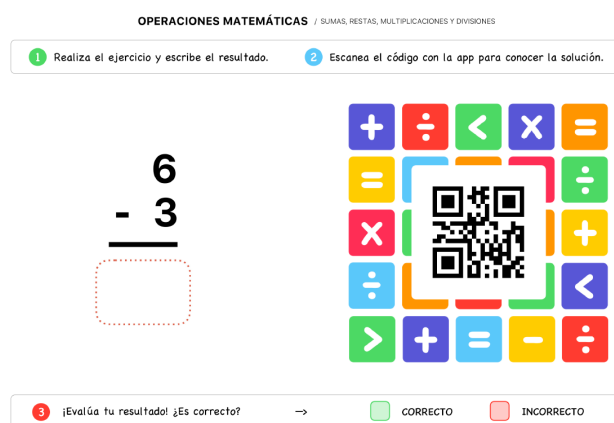 OPERACIONES MATEMÁTICAS / SUMAS, RESTAS, MULTIPLICACIONES Y DIVISIONES
1 Realiza el ejercicio y escribe el resultado.
2 Escanea el código con la app para conocer la solución.
+ ÷ < × =
= ÷
6
- 3
× +
÷ <
> + = - ÷
3 ¡Evalúa tu resultado! ¿Es correcto? → CORRECTO INCORRECTO